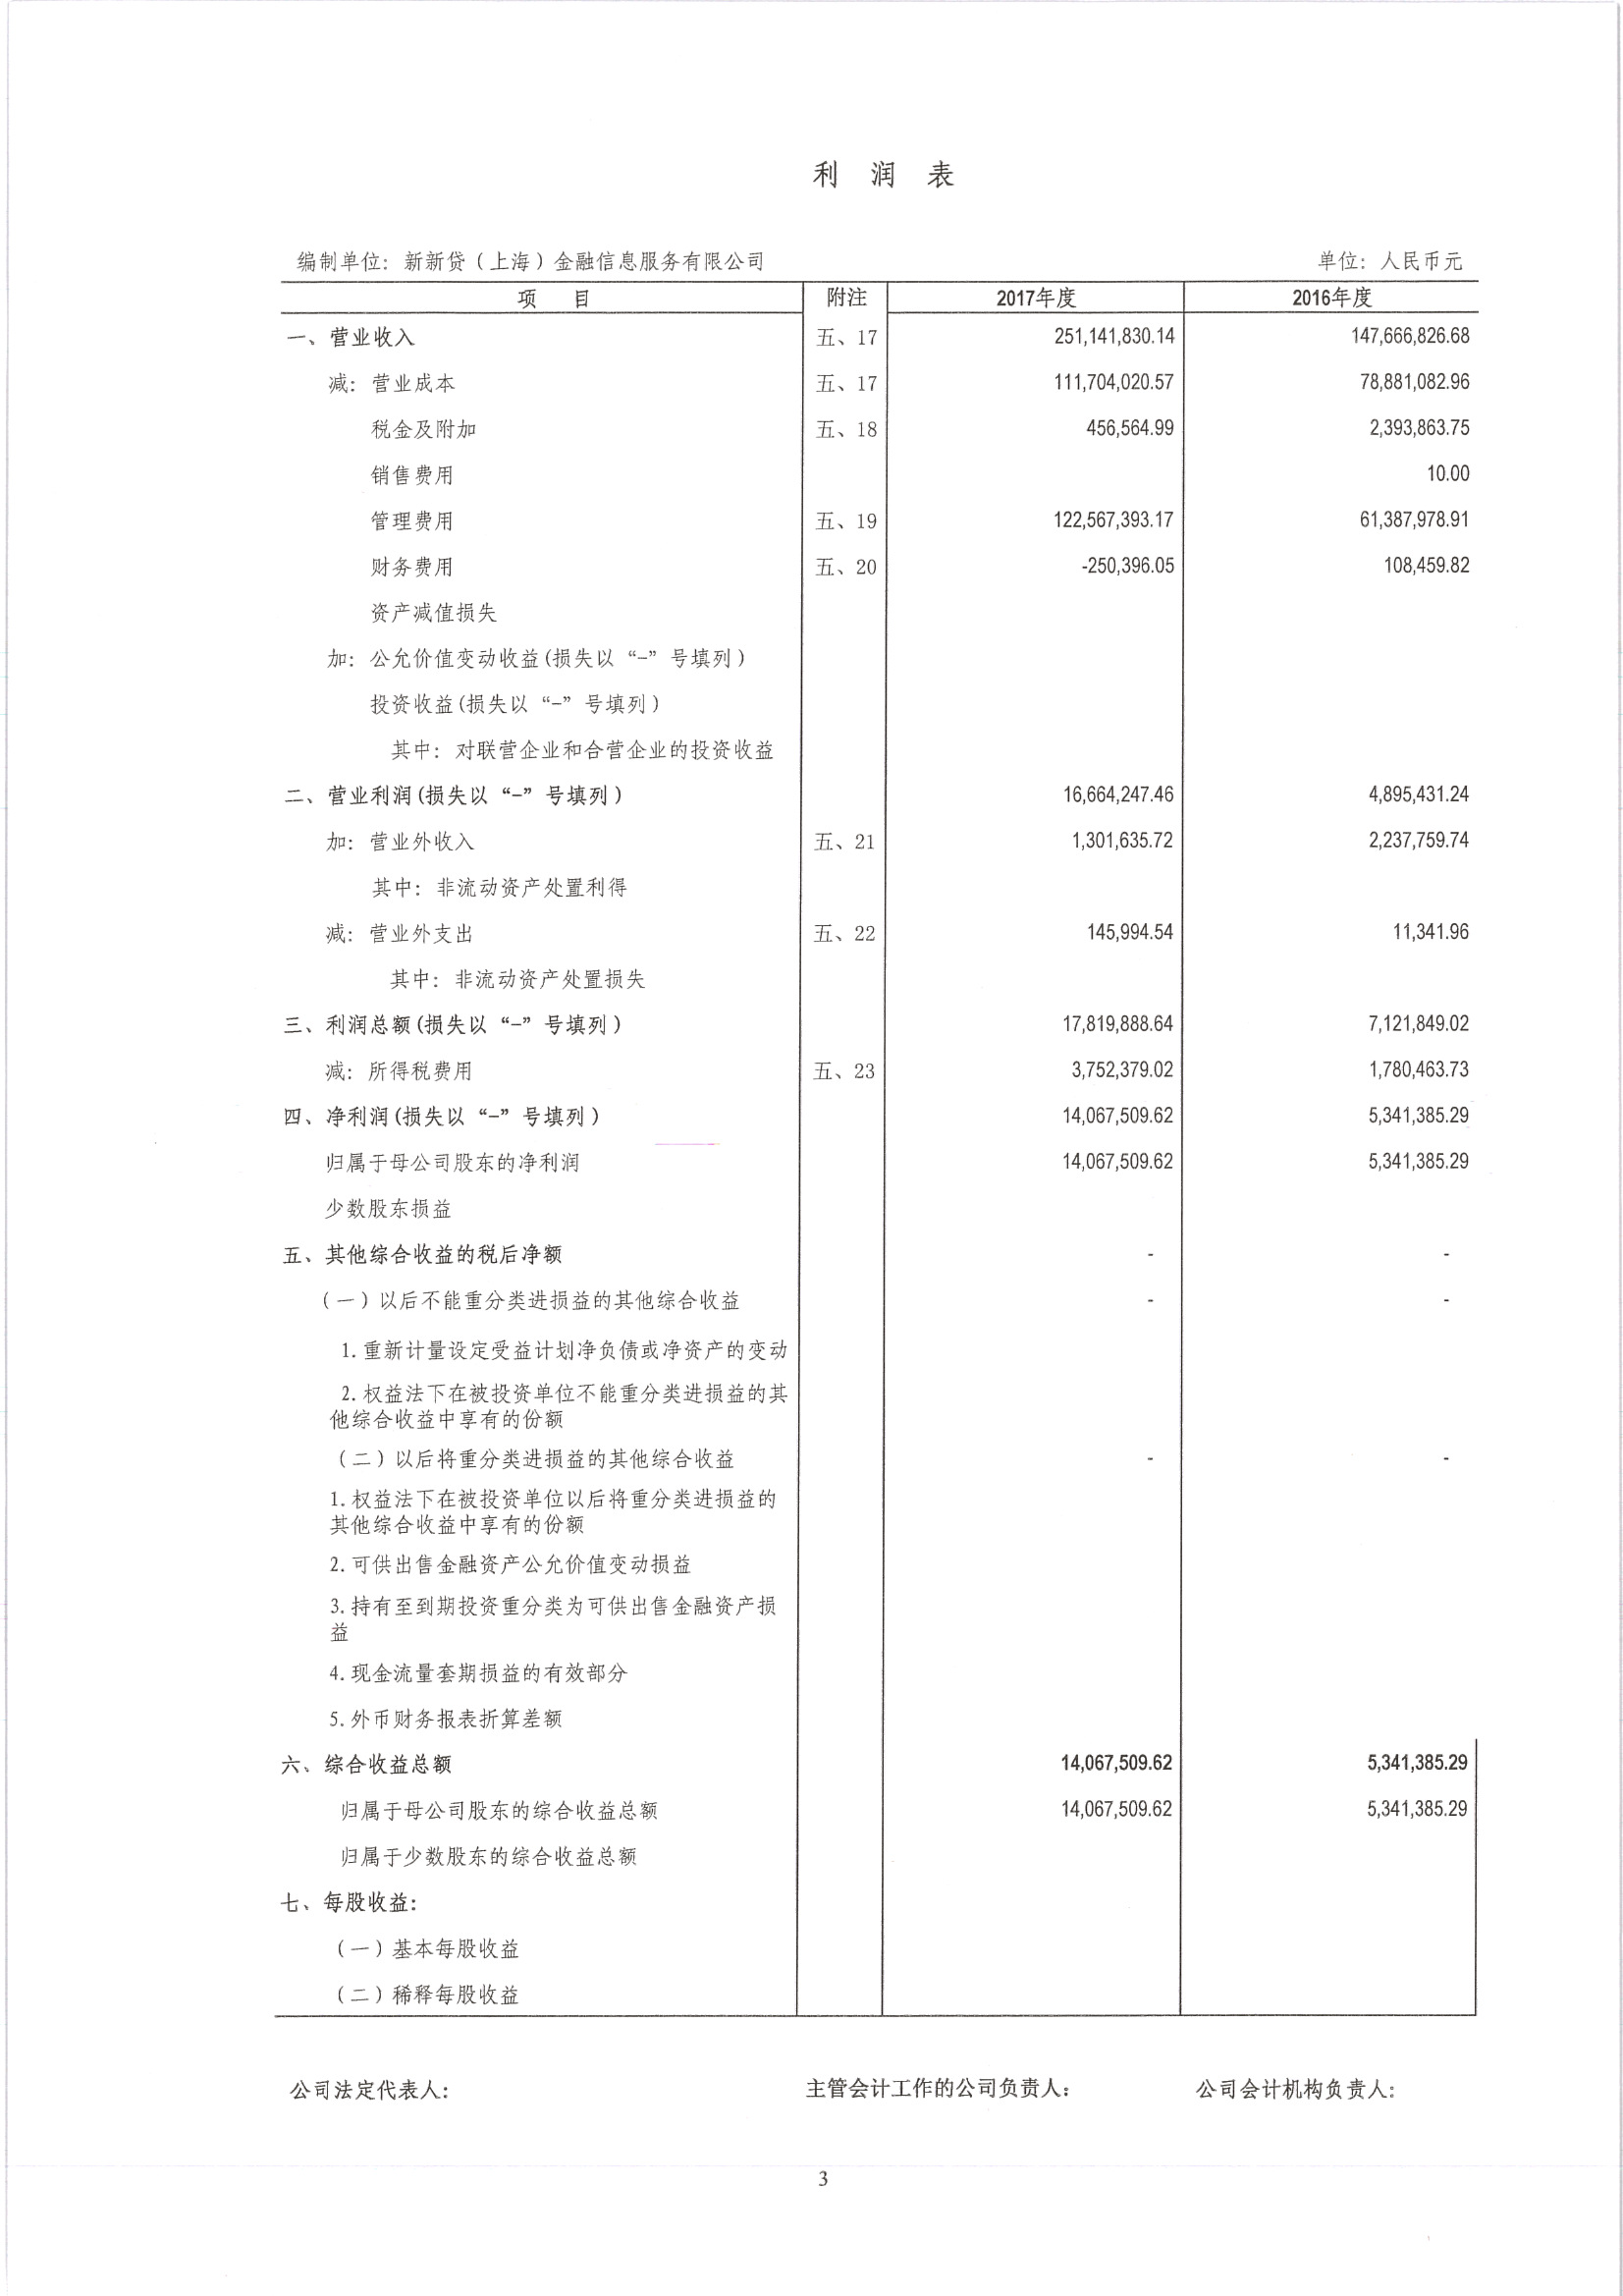 利 润 表
编制单位：新新贷（上海）金融信息服务有限公司 单位：人民币元
项 目 附注 2017年度 2016年度
一、营业收入 五、17 251,141,830.14 147,666,826.68
减：营业成本 五、17 111,704,020.57 78,881,082.96
税金及附加 五、18 456,564.99 2,393,863.75
销售费用 10.00
管理费用 五、19 122,567,393.17 61,387,978.91
财务费用 五、20 -250,396.05 108,459.82
资产减值损失
加：公允价值变动收益(损失以“-”号填列)
投资收益(损失以“-”号填列)
其中：对联营企业和合营企业的投资收益
二、营业利润(损失以“-”号填列) 16,664,247.46 4,895,431.24
加：营业外收入 五、21 1,301,635.72 2,237,759.74
其中：非流动资产处置利得
减：营业外支出 五、22 145,994.54 11,341.96
其中：非流动资产处置损失
三、利润总额(损失以“-”号填列) 17,819,888.64 7,121,849.02
减：所得税费用 五、23 3,752,379.02 1,780,463.73
四、净利润(损失以“-”号填列) 14,067,509.62 5,341,385.29
归属于母公司股东的净利润 14,067,509.62 5,341,385.29
少数股东损益
五、其他综合收益的税后净额 - -
（一）以后不能重分类进损益的其他综合收益 - -
1.重新计量设定受益计划净负债或净资产的变动
2.权益法下在被投资单位不能重分类进损益的其
他综合收益中享有的份额
（二）以后将重分类进损益的其他综合收益 - -
1.权益法下在被投资单位以后将重分类进损益的
其他综合收益中享有的份额
2.可供出售金融资产公允价值变动损益
3.持有至到期投资重分类为可供出售金融资产损
益
4.现金流量套期损益的有效部分
5.外币财务报表折算差额
六、综合收益总额 14,067,509.62 5,341,385.29
归属于母公司股东的综合收益总额 14,067,509.62 5,341,385.29
归属于少数股东的综合收益总额
七、每股收益：
（一）基本每股收益
（二）稀释每股收益
公司法定代表人： 主管会计工作的公司负责人： 公司会计机构负责人：
3